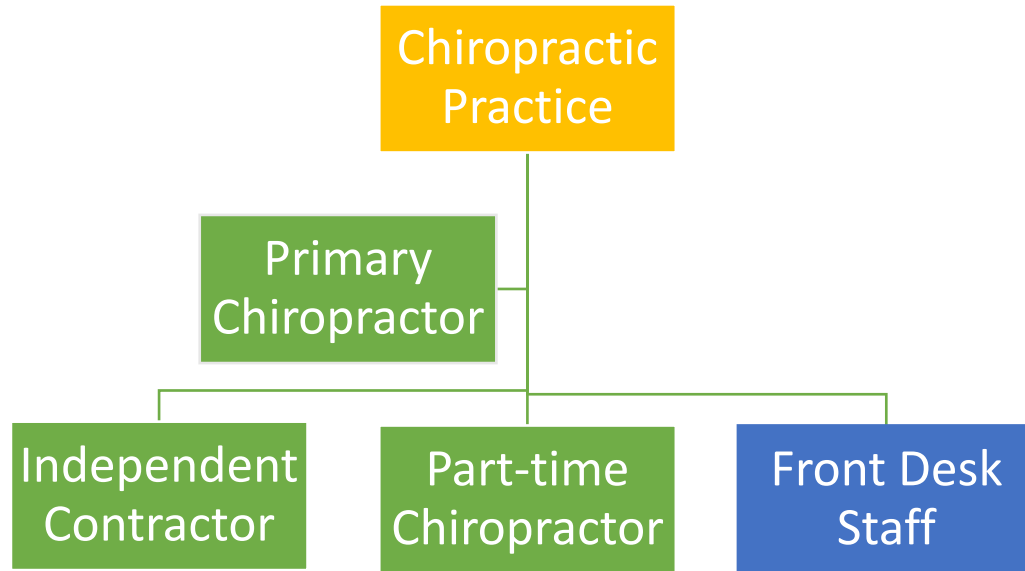 Chiropractic
Practice
Primary
Chiropractor
Independent
Contractor
Part-time
Chiropractor
Front Desk
Staff